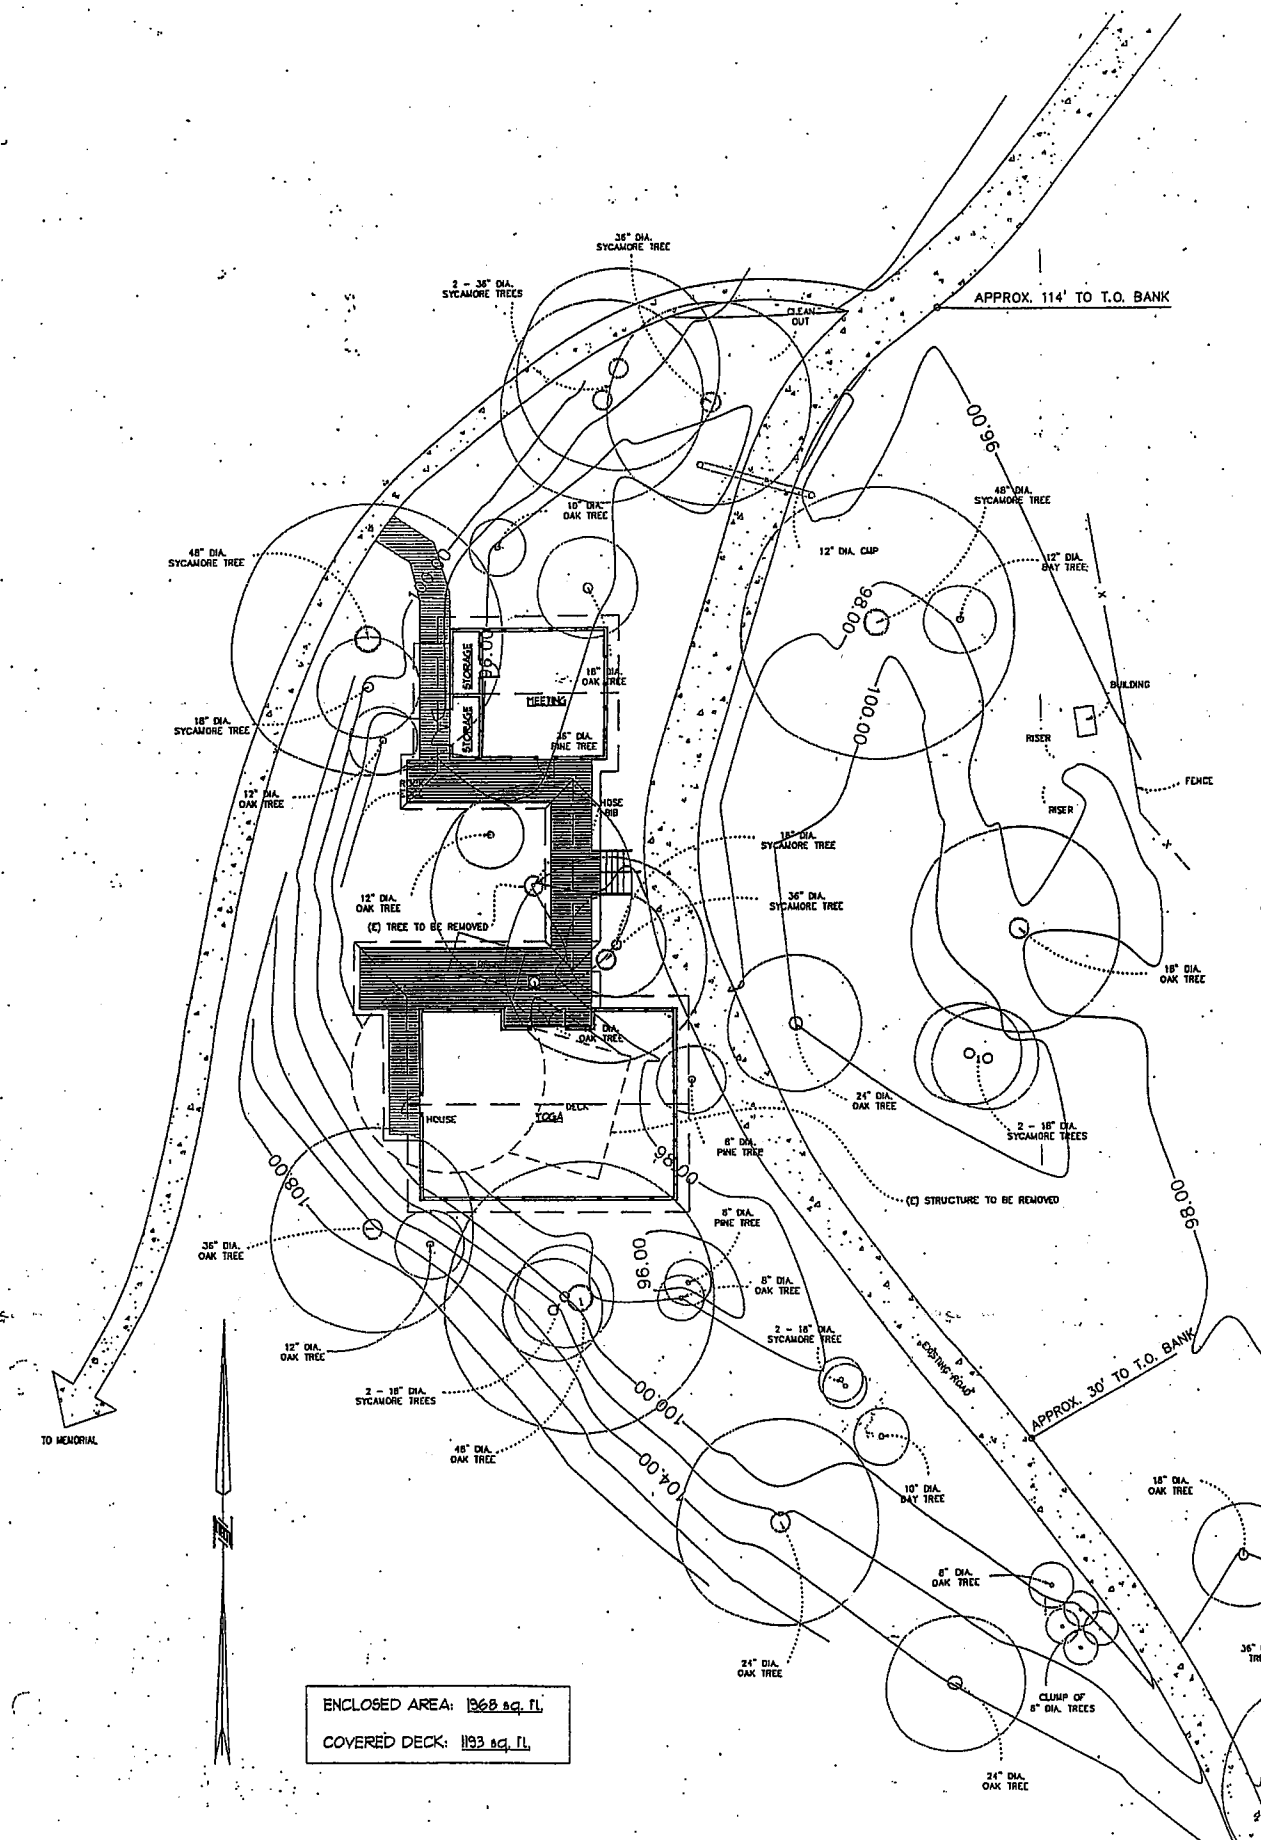 36" DIA.
SYCAMORE TREE
2 - 36" DIA.
SYCAMORE TREES
APPROX. 114' TO T.O. BANK
CLEAN
OUT
96.00
48" DIA.
SYCAMORE TREE
10" DIA.
OAK TREE
48" DIA.
SYCAMORE TREE
12" DIA. CMP
12" DIA.
BAY TREE
98.00
96.00
STORAGE
18" DIA.
OAK TREE
MEETING
100.00
BUILDING
18" DIA.
SYCAMORE TREE
STORAGE
36" DIA.
PINE TREE
RISER
FENCE
12" DIA.
OAK TREE
HOSE
BIB
RISER
18" DIA.
SYCAMORE TREE
12" DIA.
OAK TREE
36" DIA.
SYCAMORE TREE
(E) TREE TO BE REMOVED
18" DIA.
OAK TREE
DIA.
OAK TREE
24" DIA.
OAK TREE
HOUSE
DECK
YOGA
2 - 18" DIA.
SYCAMORE TREES
8" DIA.
PINE TREE
98.00
108.00
(E) STRUCTURE TO BE REMOVED
98.00
8" DIA.
PINE TREE
36" DIA.
OAK TREE
96.00
8" DIA.
OAK TREE
12" DIA.
OAK TREE
2 - 18" DIA.
SYCAMORE TREE
EXISTING ROAD
2 - 18" DIA.
SYCAMORE TREES
100.00
APPROX. 30' TO T.O. BANK
TO MEMORIAL
48" DIA.
OAK TREE
104.00
10" DIA.
BAY TREE
18" DIA.
OAK TREE
N
8" DIA.
OAK TREE
24" DIA.
OAK TREE
36"
TRE
CLUMP OF
8" DIA. TREES
ENCLOSED AREA: 1968 sq. ft.
COVERED DECK: 1193 sq. ft.
24" DIA.
OAK TREE